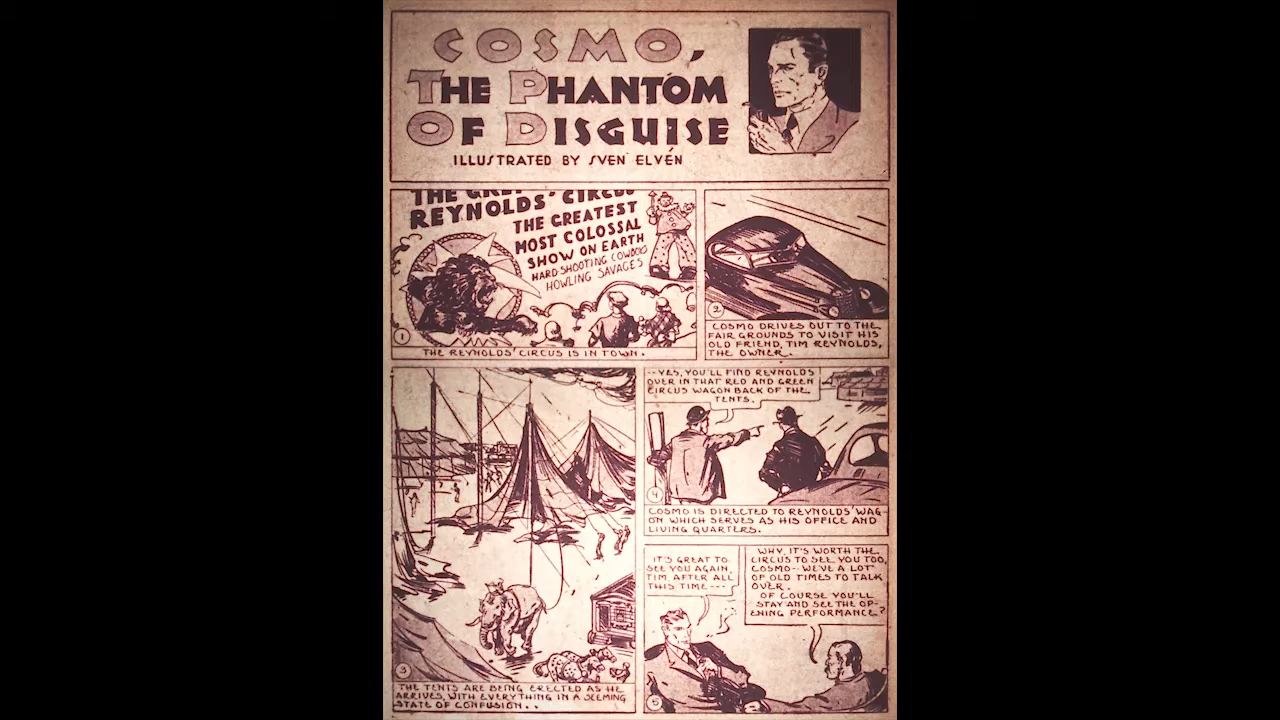 COSMO,
THE PHANTOM
OF DISGUISE
ILLUSTRATED BY SVEN ELVÉN
THE
REYNOLDS' CIRCUS
THE GREATEST
MOST COLOSSAL
SHOW ON EARTH
HARD-SHOOTING COWBOYS
HOWLING SAVAGES
1
THE REYNOLDS' CIRCUS IS IN TOWN.
2
COSMO DRIVES OUT TO THE
FAIR GROUNDS TO VISIT HIS
OLD FRIEND, TIM REYNOLDS,
THE OWNER.
3
THE TENTS ARE BEING ERECTED AS HE
ARRIVES, WITH EVERYTHING IN A SEEMING
STATE OF CONFUSION..
--YES, YOU'LL FIND REYNOLDS
OVER IN THAT RED AND GREEN
CIRCUS WAGON BACK OF THE
TENTS.
4
COSMO IS DIRECTED TO REYNOLDS' WAG-
ON WHICH SERVES AS HIS OFFICE AND
LIVING QUARTERS.
IT'S GREAT TO
SEE YOU AGAIN,
TIM, AFTER ALL
THIS TIME---
WHY, IT'S WORTH THE
CIRCUS TO SEE YOU TOO,
COSMO--WE'VE A LOT
OF OLD TIMES TO TALK
OVER.
OF COURSE YOU'LL
STAY AND SEE THE OP-
ENING PERFORMANCE?
5